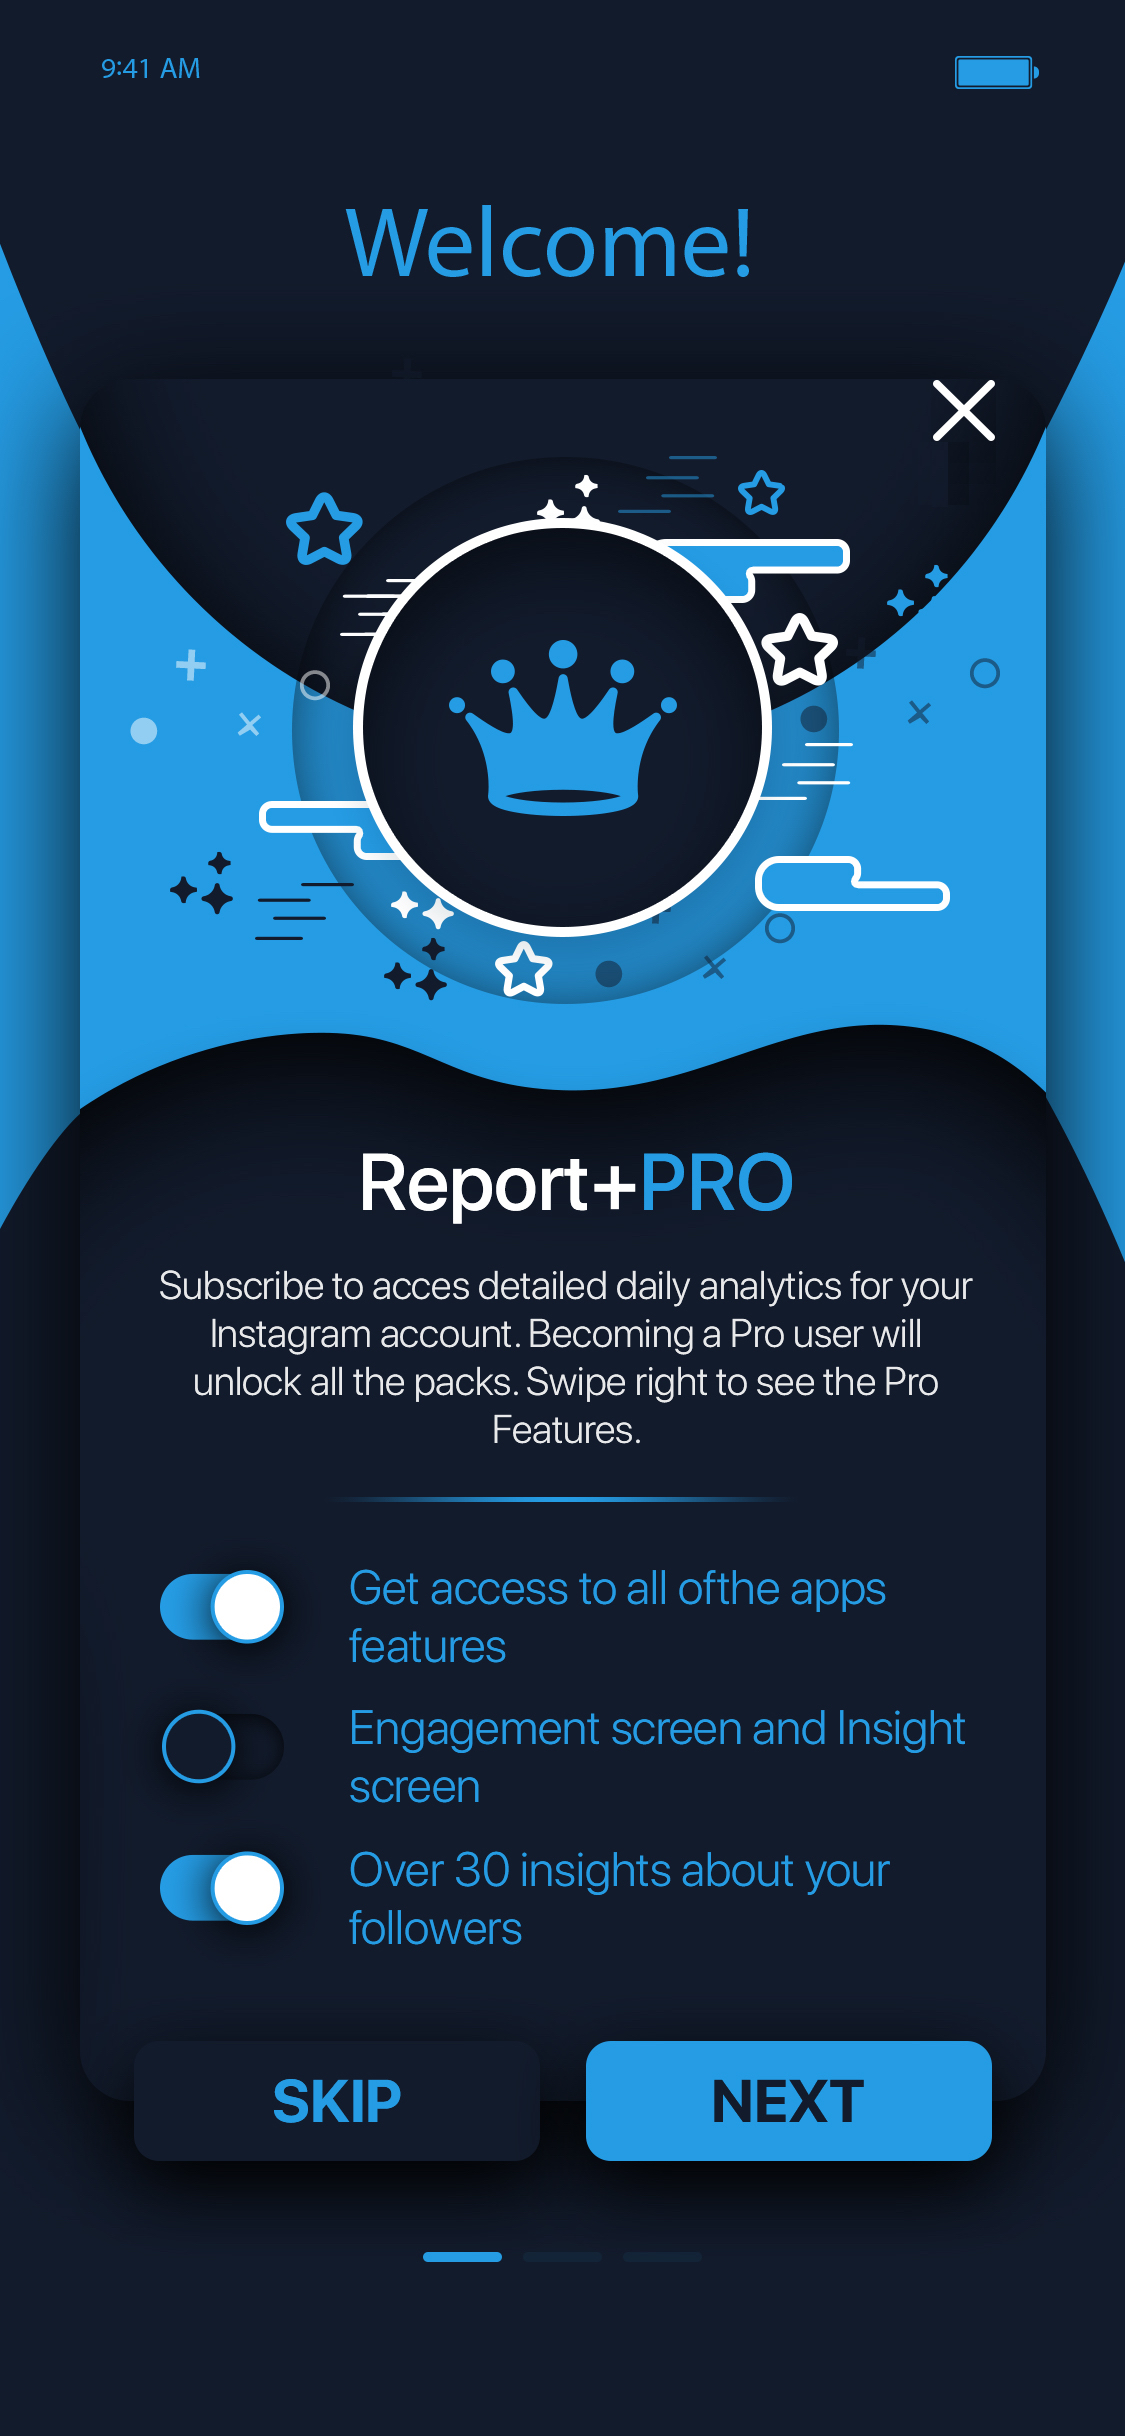 9:41 AM
Welcome!
Report+PRO
Subscribe to acces detailed daily analytics for your
Instagram account. Becoming a Pro user will
unlock all the packs. Swipe right to see the Pro
Features.
Get access to all ofthe apps
features
Engagement screen and Insight
screen
Over 30 insights about your
followers
SKIP
NEXT